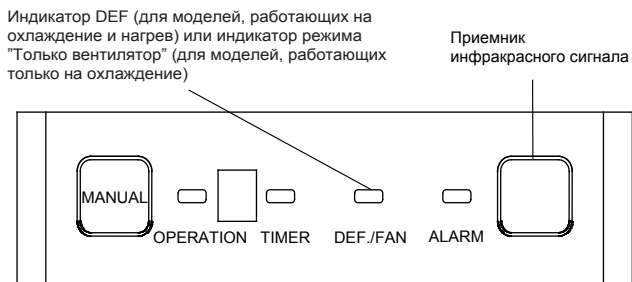 Индикатор DEF (для моделей, работающих на
охлаждение и нагрев) или индикатор режима
”Только вентилятор” (для моделей, работающих
только на охлаждение)
Приемник
инфракрасного сигнала
MANUAL
OPERATION TIMER DEF./FAN ALARM